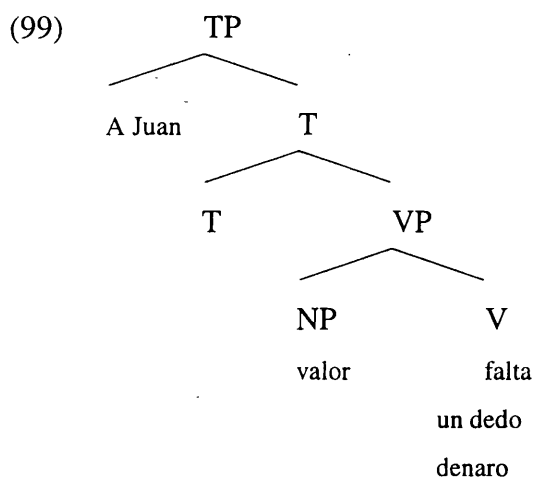 (99) TP
A Juan T
T VP
NP V
valor falta
un dedo
denaro